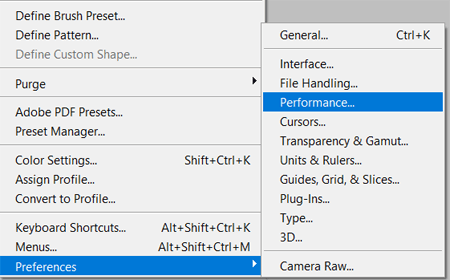 Define Brush Preset...
Define Pattern...
Define Custom Shape...
Purge
Adobe PDF Presets...
Preset Manager...
Color Settings... Shift+Ctrl+K
Assign Profile...
Convert to Profile...
Keyboard Shortcuts... Alt+Shift+Ctrl+K
Menus... Alt+Shift+Ctrl+M
Preferences
General... Ctrl+K
Interface...
File Handling...
Performance...
Cursors...
Transparency & Gamut...
Units & Rulers...
Guides, Grid, & Slices...
Plug-Ins...
Type...
3D...
Camera Raw...